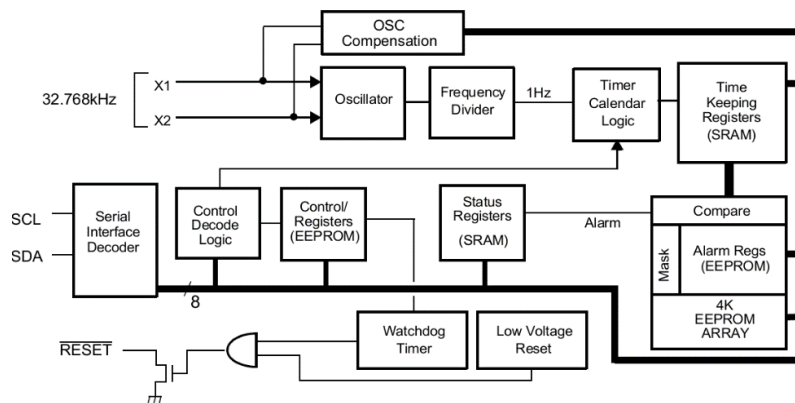 OSC
Compensation
32.768kHz
X1
X2
Oscillator
Frequency
Divider
1Hz
Timer
Calendar
Logic
Time
Keeping
Registers
(SRAM)
SCL
SDA
Serial
Interface
Decoder
Control
Decode
Logic
Control/
Registers
(EEPROM)
Status
Registers
(SRAM)
Alarm
Compare
Mask
Alarm Regs
(EEPROM)
4K
EEPROM
ARRAY
8
RESET
Watchdog
Timer
Low Voltage
Reset